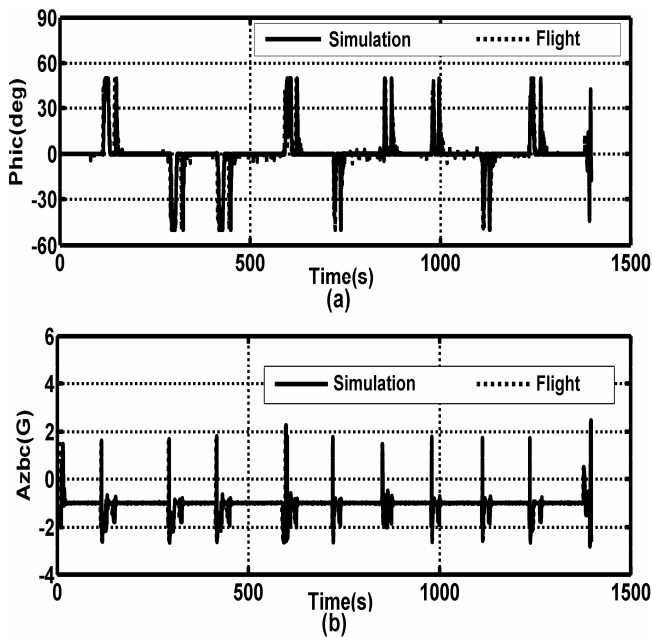 90
60
30
0
-30
-60
Phic(deg)
Simulation Flight
0 500 1000 1500
Time(s)
(a)
6
4
2
0
-2
-4
Azbc(G)
Simulation Flight
0 500 1000 1500
Time(s)
(b)